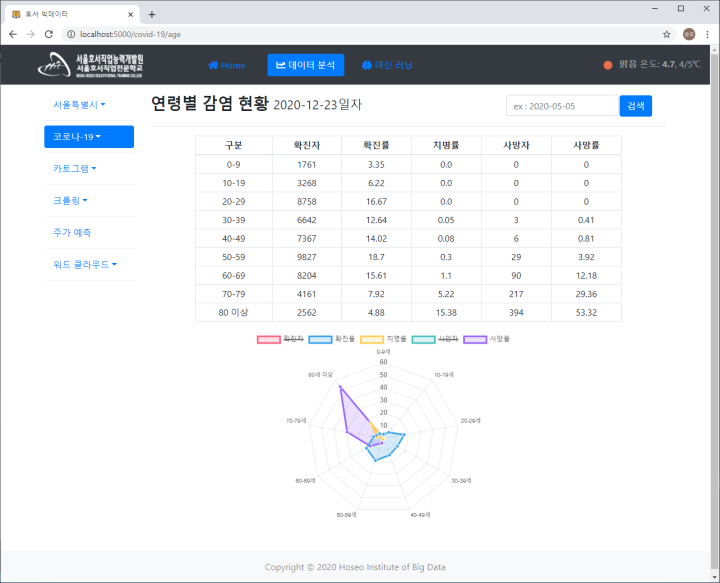 호서 빅데이터
localhost:5000/covid-19/age
서울호서직업능력개발원
서울호서직업전문학교
Home
데이터 분석
머신 러닝
맑음 온도: 4.7, 4/5℃
서울특별시
코로나-19
카토그램
크롤링
주가 예측
워드 클라우드
연령별 감염 현황 2020-12-23일자
ex : 2020-05-05
검색
구분 확진자 확진률 치명률 사망자 사망률
0-9 1761 3.35 0.0 0 0
10-19 3268 6.22 0.0 0 0
20-29 8758 16.67 0.0 0 0
30-39 6642 12.64 0.05 3 0.41
40-49 7367 14.02 0.08 6 0.81
50-59 9827 18.7 0.3 29 3.92
60-69 8204 15.61 1.1 90 12.18
70-79 4161 7.92 5.22 217 29.36
80 이상 2562 4.88 15.38 394 53.32
확진자 확진율 치명율 사망자 사망율
0-9세
60
50
40
30
20
10
10-19세
20-29세
30-39세
40-49세
50-59세
60-69세
70-79세
80세 이상
Copyright © 2020 Hoseo Institute of Big Data